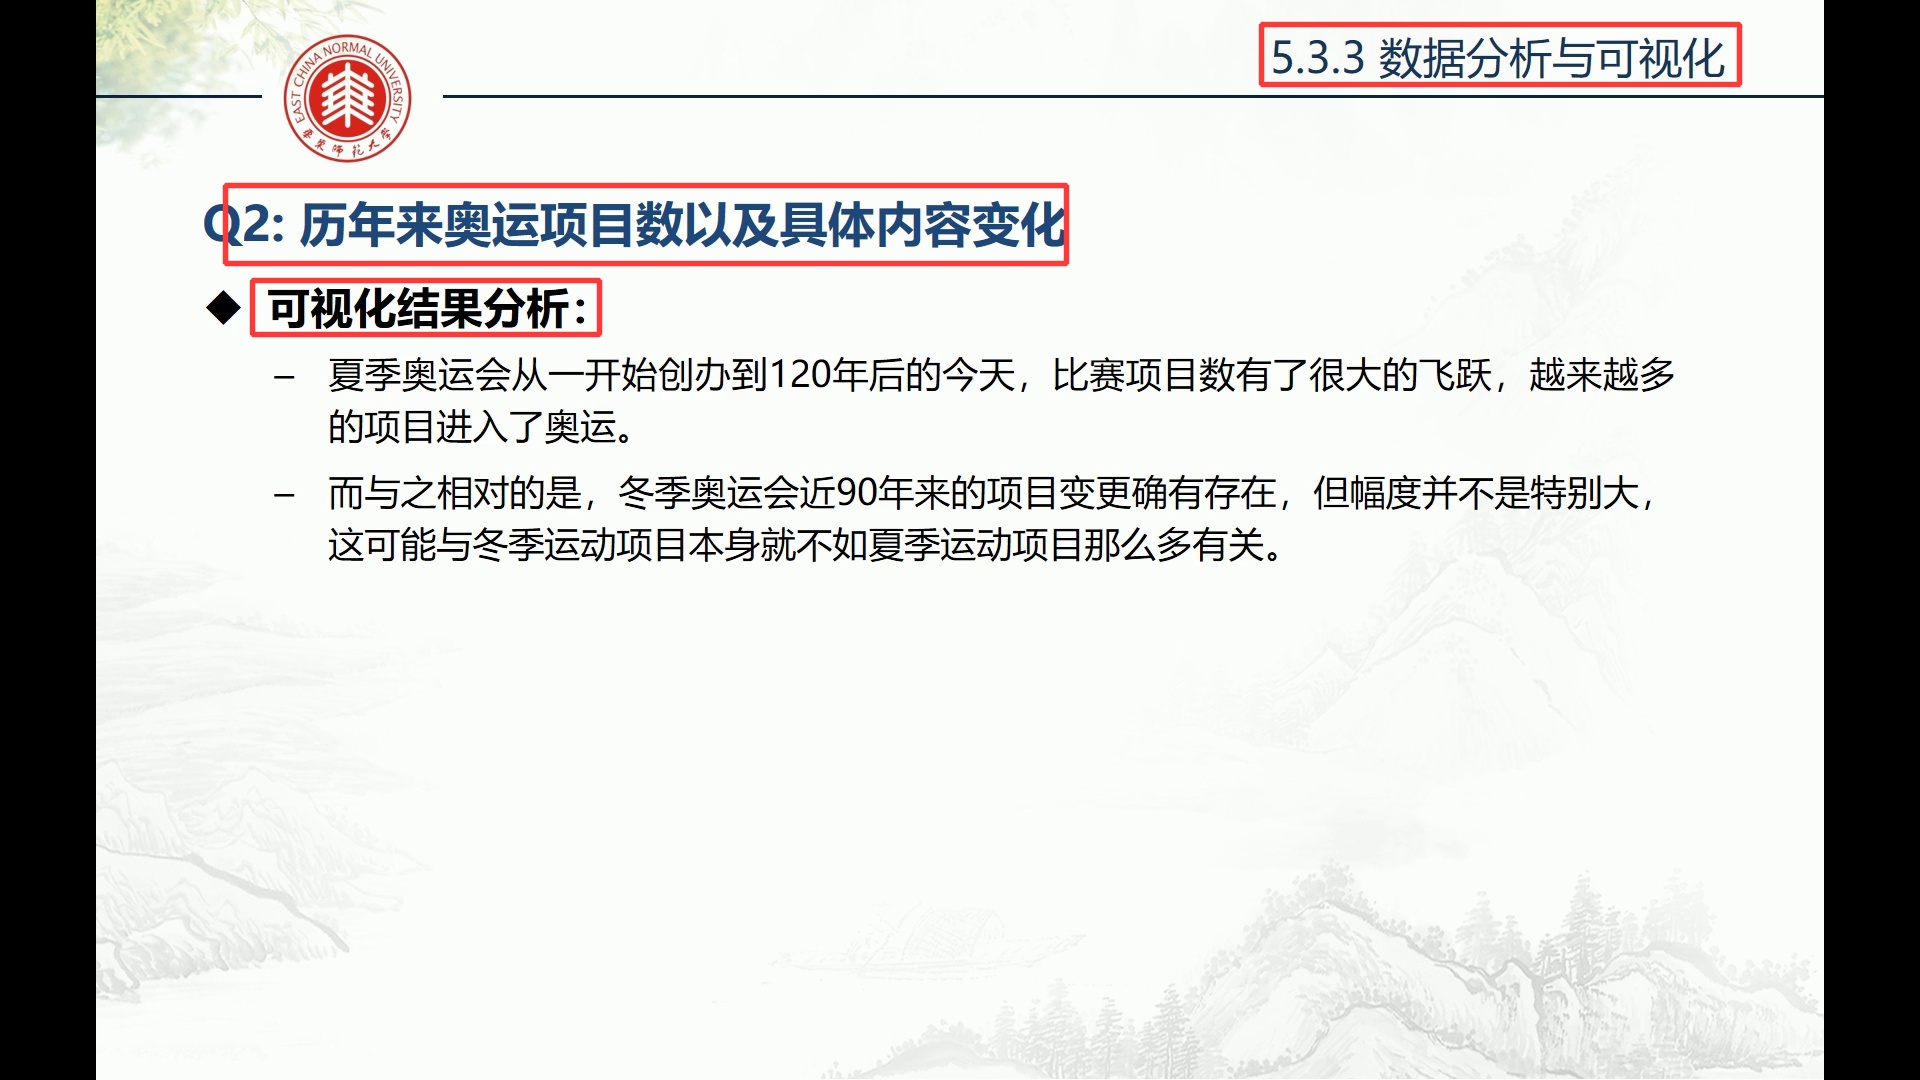 EAST CHINA NORMAL UNIVERSITY
华东师范大学
5.3.3 数据分析与可视化
Q2: 历年来奥运项目数以及具体内容变化
◆ 可视化结果分析：
– 夏季奥运会从一开始创办到120年后的今天，比赛项目数有了很大的飞跃，越来越多
的项目进入了奥运。
– 而与之相对的是，冬季奥运会近90年来的项目变更确有存在，但幅度并不是特别大，
这可能与冬季运动项目本身就不如夏季运动项目那么多有关。